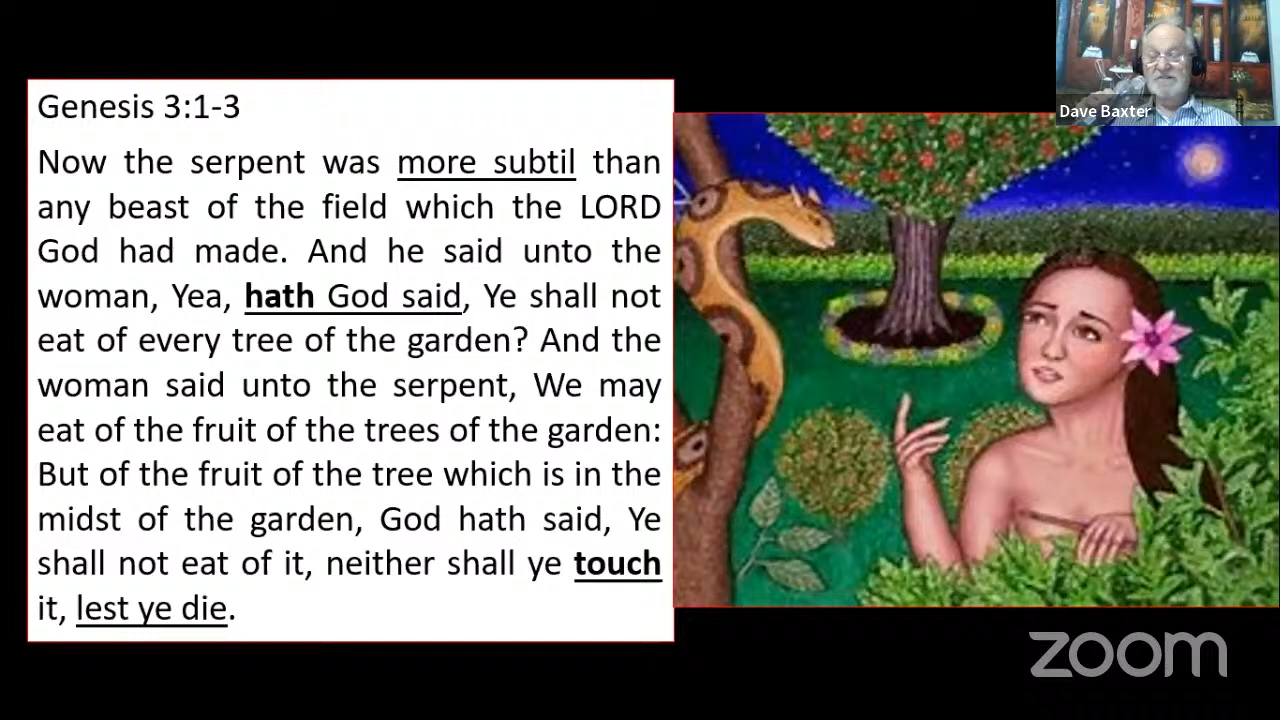 Genesis 3:1-3
Now the serpent was more subtil than
any beast of the field which the LORD
God had made. And he said unto the
woman, Yea, hath God said, Ye shall not
eat of every tree of the garden? And the
woman said unto the serpent, We may
eat of the fruit of the trees of the garden:
But of the fruit of the tree which is in the
midst of the garden, God hath said, Ye
shall not eat of it, neither shall ye touch
it, lest ye die.
Dave Baxter
zoom